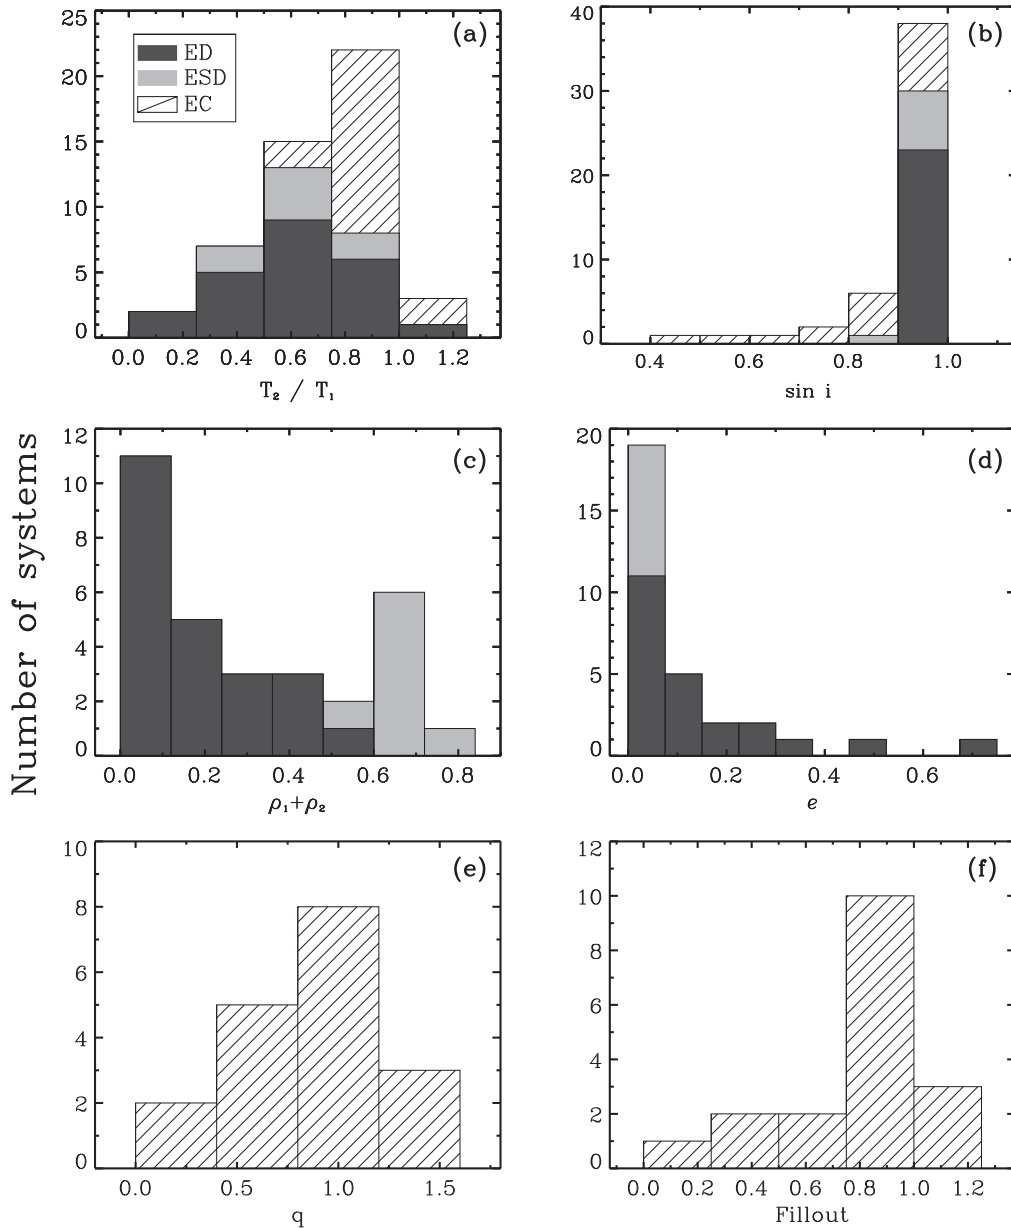 Number of systems
25
20
15
10
5
0
(a)
ED
ESD
EC
0.0 0.2 0.4 0.6 0.8 1.0 1.2
T₂ / T₁
40
30
20
10
0
(b)
0.4 0.6 0.8 1.0
sin i
12
10
8
6
4
2
0
(c)
0.0 0.2 0.4 0.6 0.8
ρ₁+ρ₂
20
15
10
5
0
(d)
0.0 0.2 0.4 0.6
e
10
8
6
4
2
0
(e)
0.0 0.5 1.0 1.5
q
12
10
8
6
4
2
0
(f)
0.0 0.2 0.4 0.6 0.8 1.0 1.2
Fillout